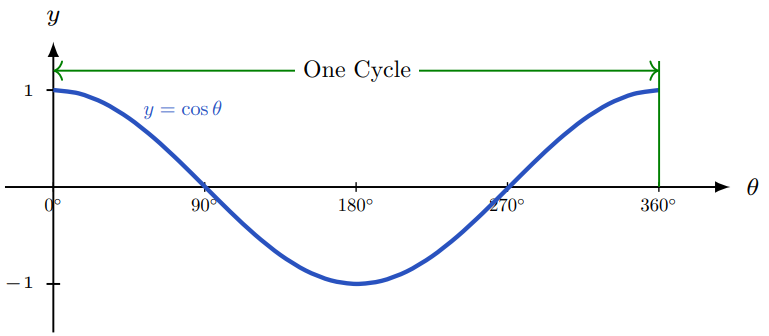 y
One Cycle
1
y = cos θ
θ
0° 90° 180° 270° 360°
−1